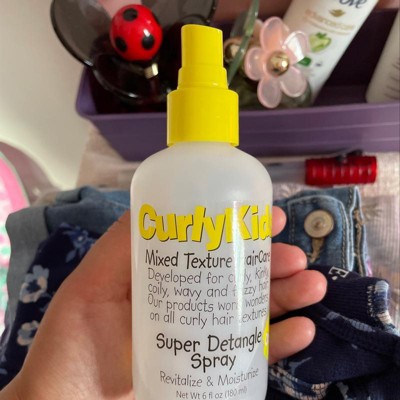 CurlyKids
Mixed Texture HairCare
Developed for curly, kinky,
coily, wavy and frizzy hair.
Our products work wonders
on all curly hair textures!
Super Detangle
Spray
Revitalize & Moisturize
Net Wt 6 fl oz (180 ml)
Dove